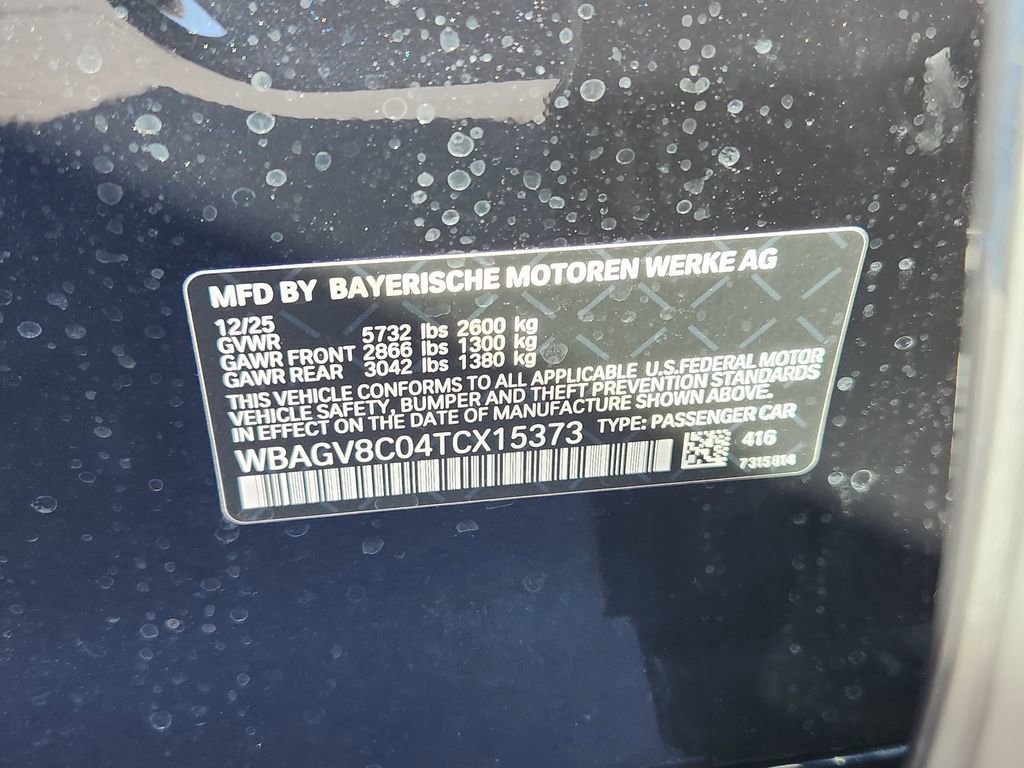 MFD BY BAYERISCHE MOTOREN WERKE AG
12/25
GVWR 5732 lbs 2600 kg
GAWR FRONT 2866 lbs 1300 kg
GAWR REAR 3042 lbs 1380 kg
THIS VEHICLE CONFORMS TO ALL APPLICABLE U.S.FEDERAL MOTOR
VEHICLE SAFETY, BUMPER AND THEFT PREVENTION STANDARDS
IN EFFECT ON THE DATE OF MANUFACTURE SHOWN ABOVE.
WBAGV8C04TCX15373 TYPE: PASSENGER CAR
416
7315814